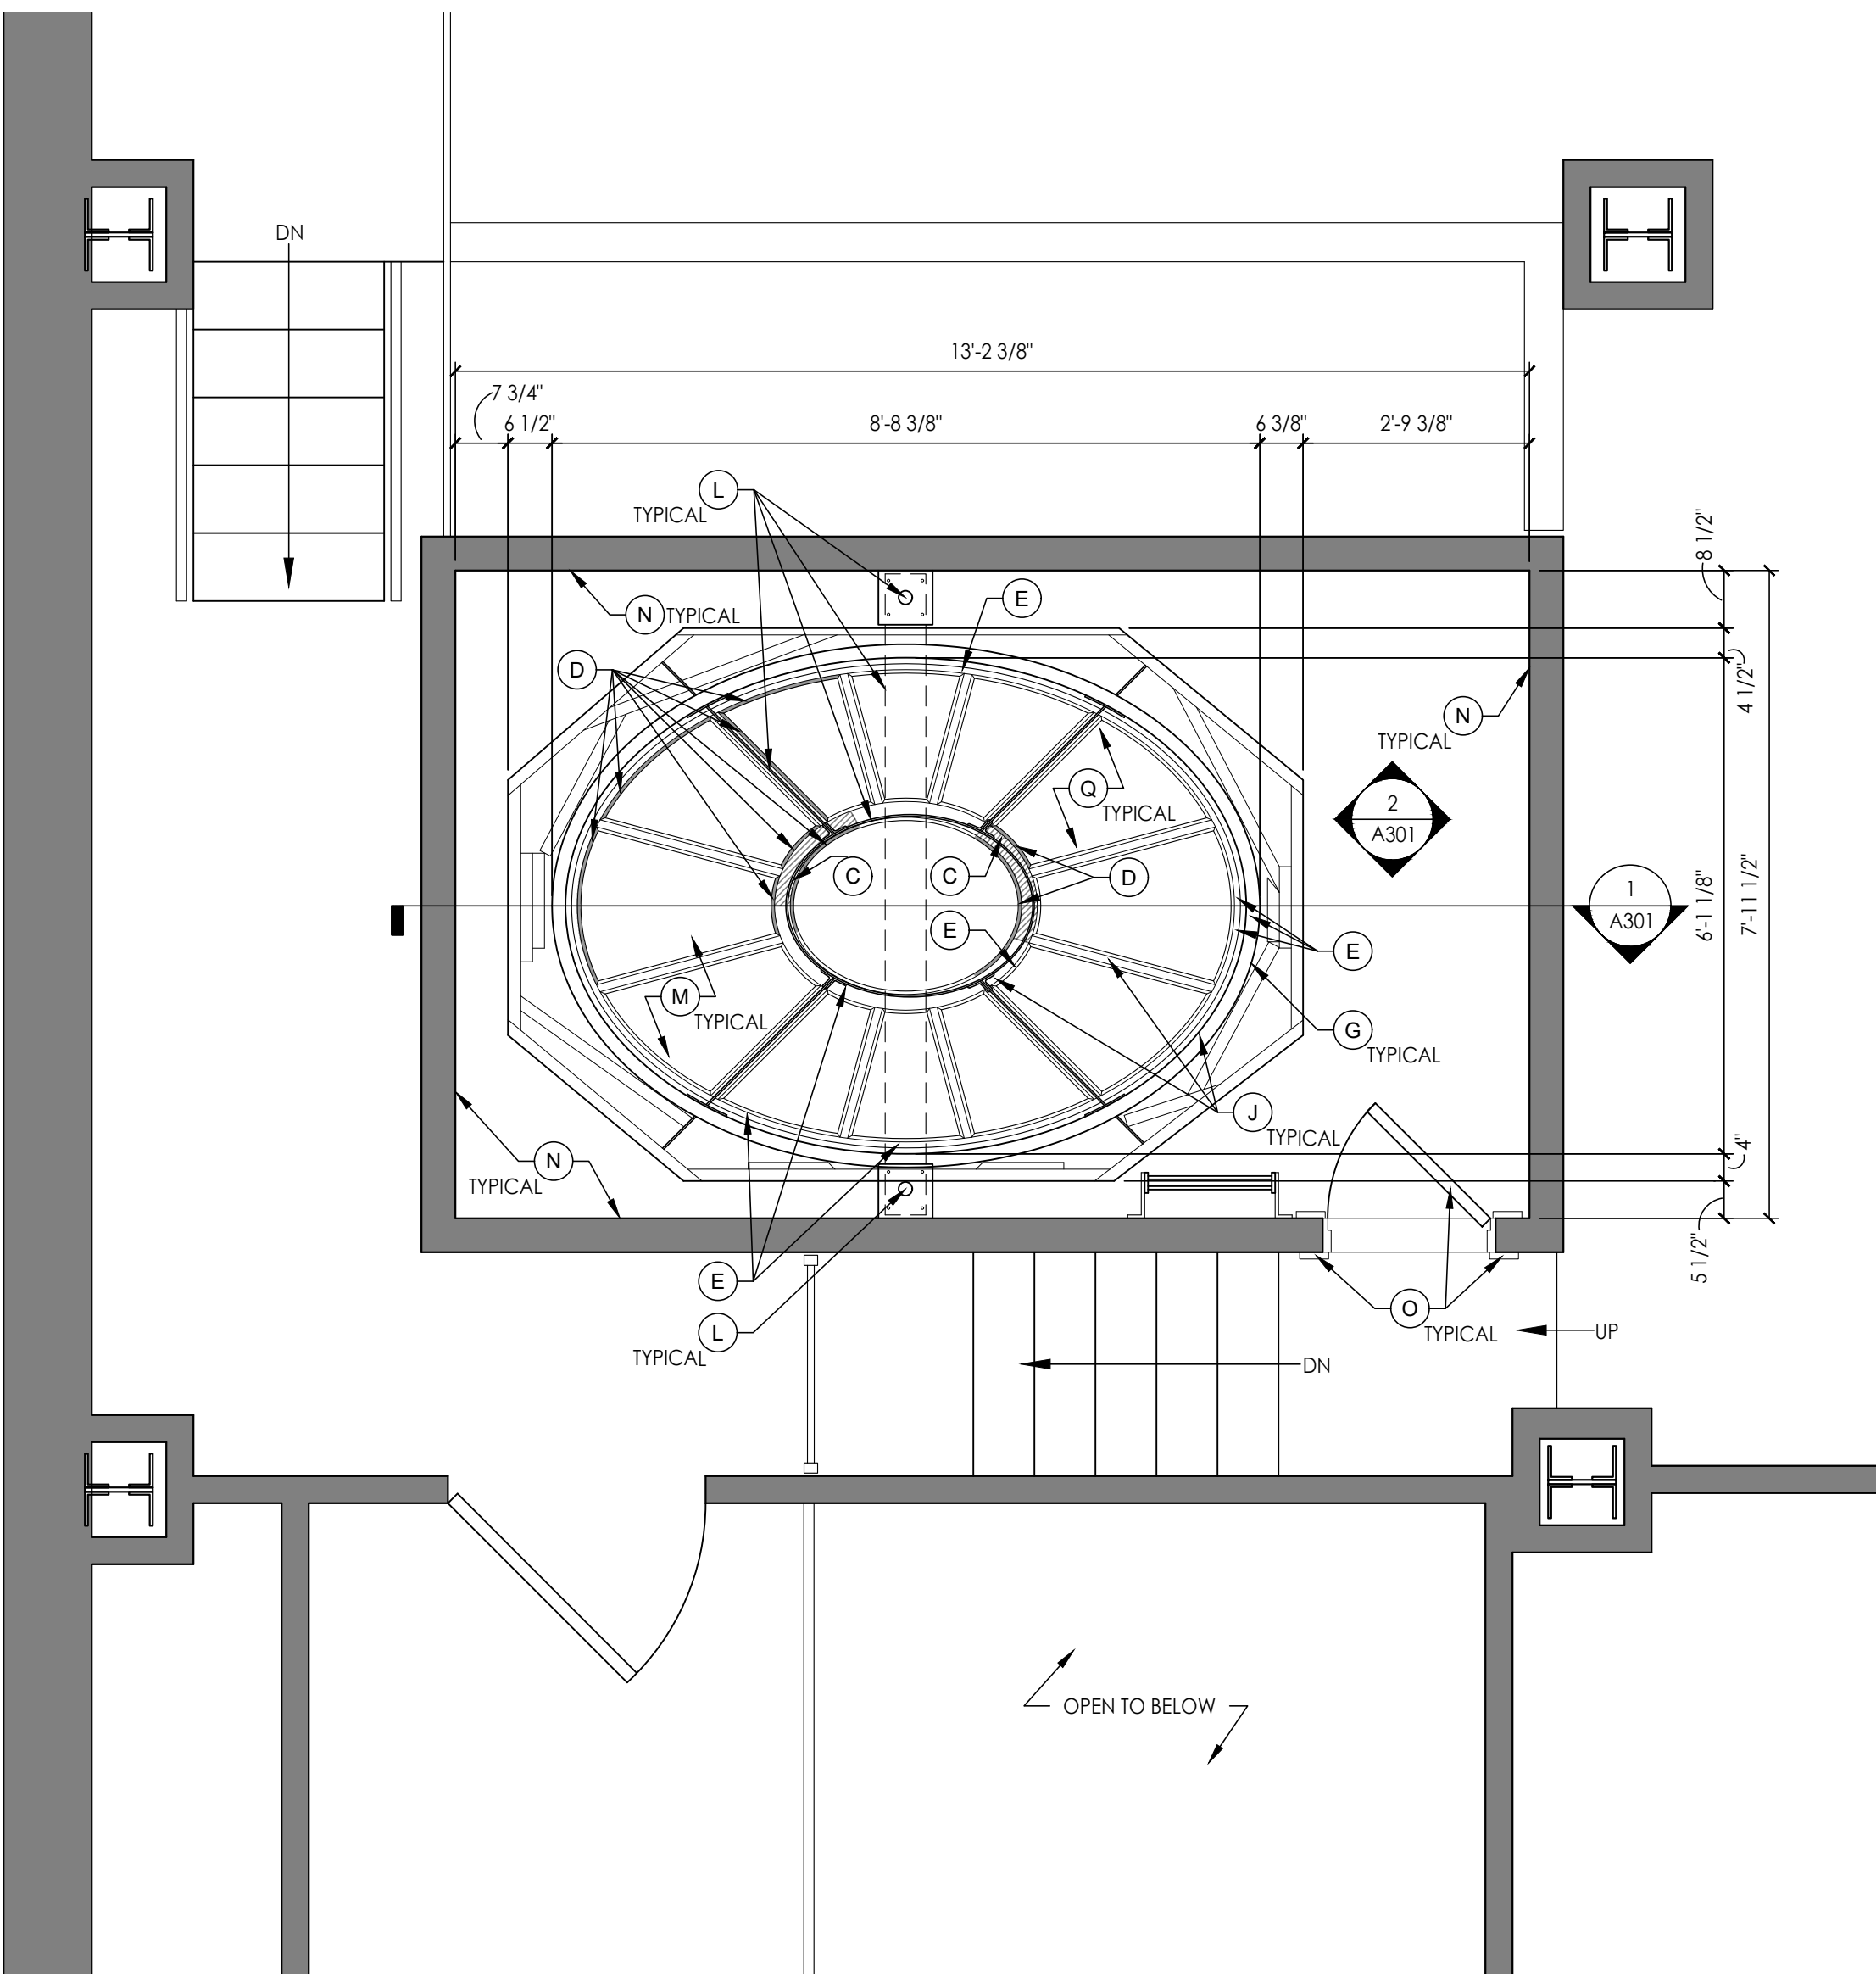 DN
13'-2 3/8"
7 3/4"
6 1/2"
8'-8 3/8"
6 3/8"
2'-9 3/8"
L
TYPICAL
8 1/2"
E
N TYPICAL
D
4 1/2"
N
TYPICAL
Q
TYPICAL
2
A301
C
C
D
1
A301
6'-1 1/8"
7'-11 1/2"
E
E
M
TYPICAL
G
TYPICAL
J
TYPICAL
4"
N
TYPICAL
5 1/2"
E
L
TYPICAL
O
TYPICAL
UP
DN
OPEN TO BELOW